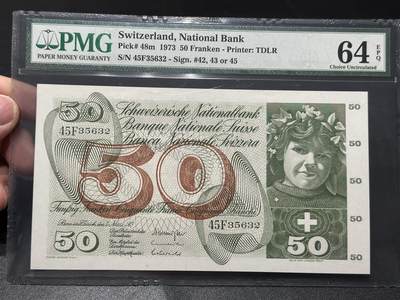 PMG
PAPER MONEY GUARANTY
Switzerland, National Bank
Pick# 48m 1973 50 Franken - Printer: TDLR
S/N 45F35632 - Sign. #42, 43 or 45
64 EPQ
Choice Uncirculated
50
Schweizerische Nationalbank
Banque Nationale Suisse
Banca Nazionale Svizzera
50
45F35632
50
50
50
45F35632
50
50
50